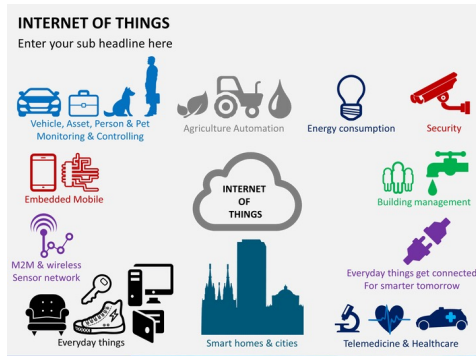 INTERNET OF THINGS
Enter your sub headline here
Vehicle, Asset, Person & Pet
Monitoring & Controlling
Agriculture Automation
Energy consumption
Security
Embedded Mobile
INTERNET
OF
THINGS
Building management
M2M & wireless
Sensor network
Everyday things get connected
For smarter tomorrow
Everyday things
Smart homes & cities
Telemedicine & Healthcare